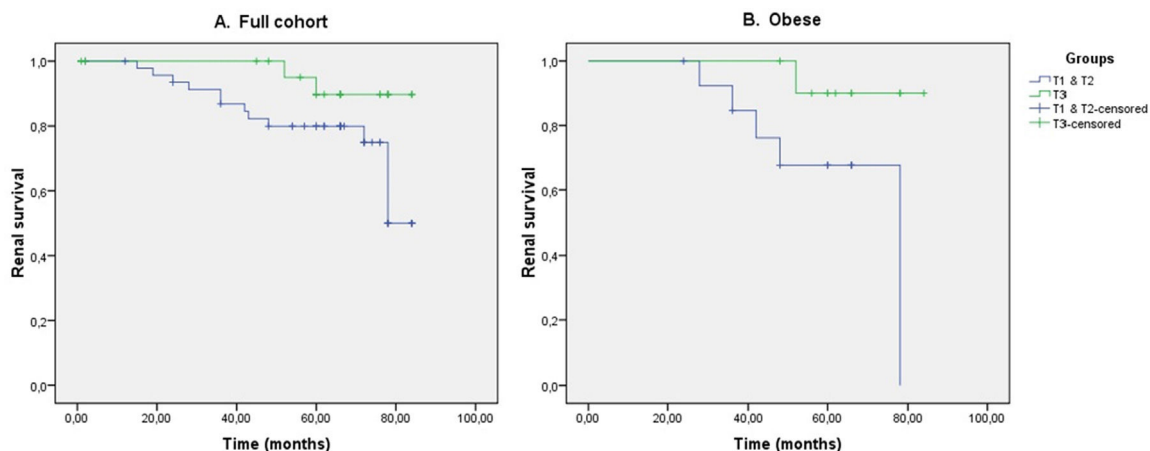 A. Full cohort
Renal survival
1,0
0,8
0,6
0,4
0,2
0,0
0,00
20,00
40,00
60,00
80,00
100,00
Time (months)
B. Obese
Renal survival
1,0
0,8
0,6
0,4
0,2
0,0
0,00
20,00
40,00
60,00
80,00
100,00
Time (months)
Groups
T1 & T2
T3
T1 & T2-censored
T3-censored